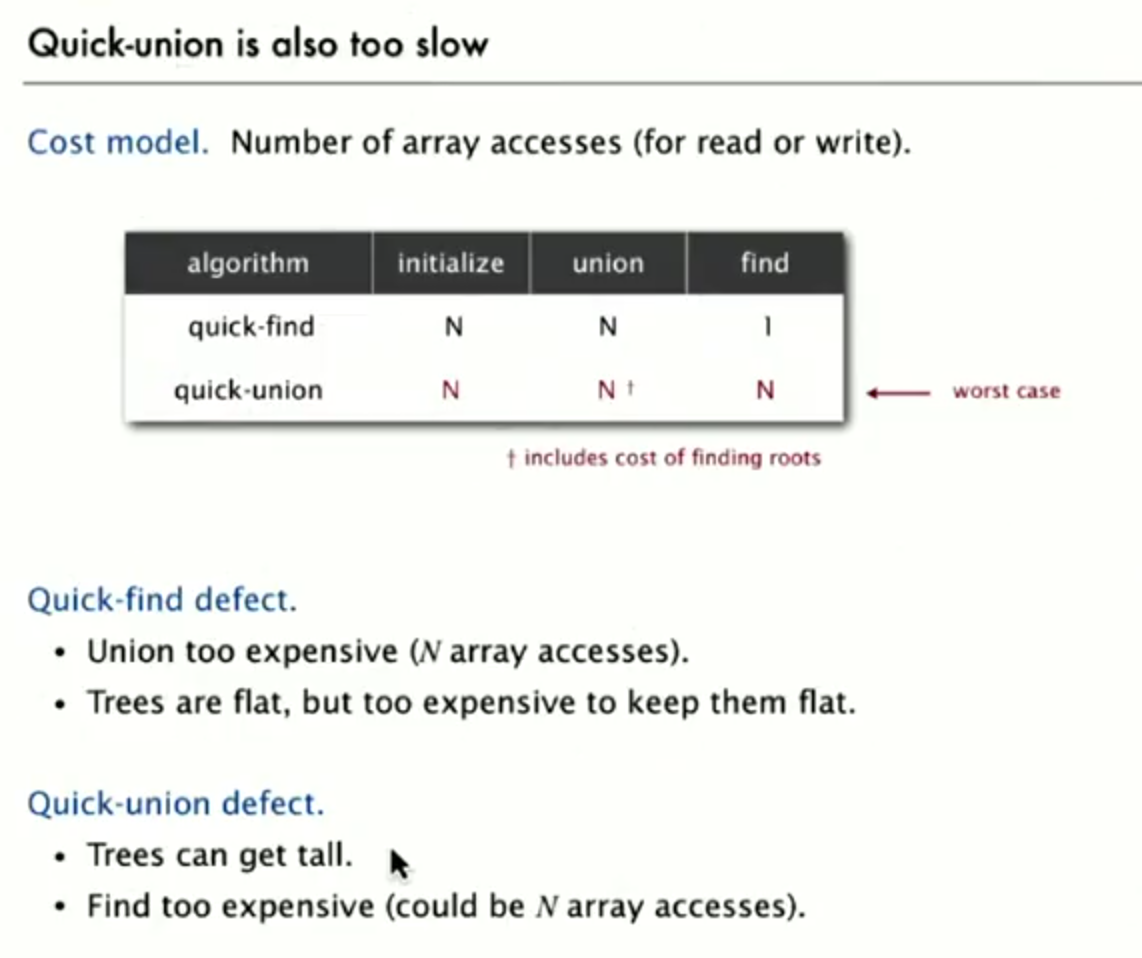 Quick-union is also too slow
Cost model. Number of array accesses (for read or write).
algorithm initialize union find
quick-find N N 1
quick-union N N † N
worst case
† includes cost of finding roots
Quick-find defect.
• Union too expensive (N array accesses).
• Trees are flat, but too expensive to keep them flat.
Quick-union defect.
• Trees can get tall.
• Find too expensive (could be N array accesses).